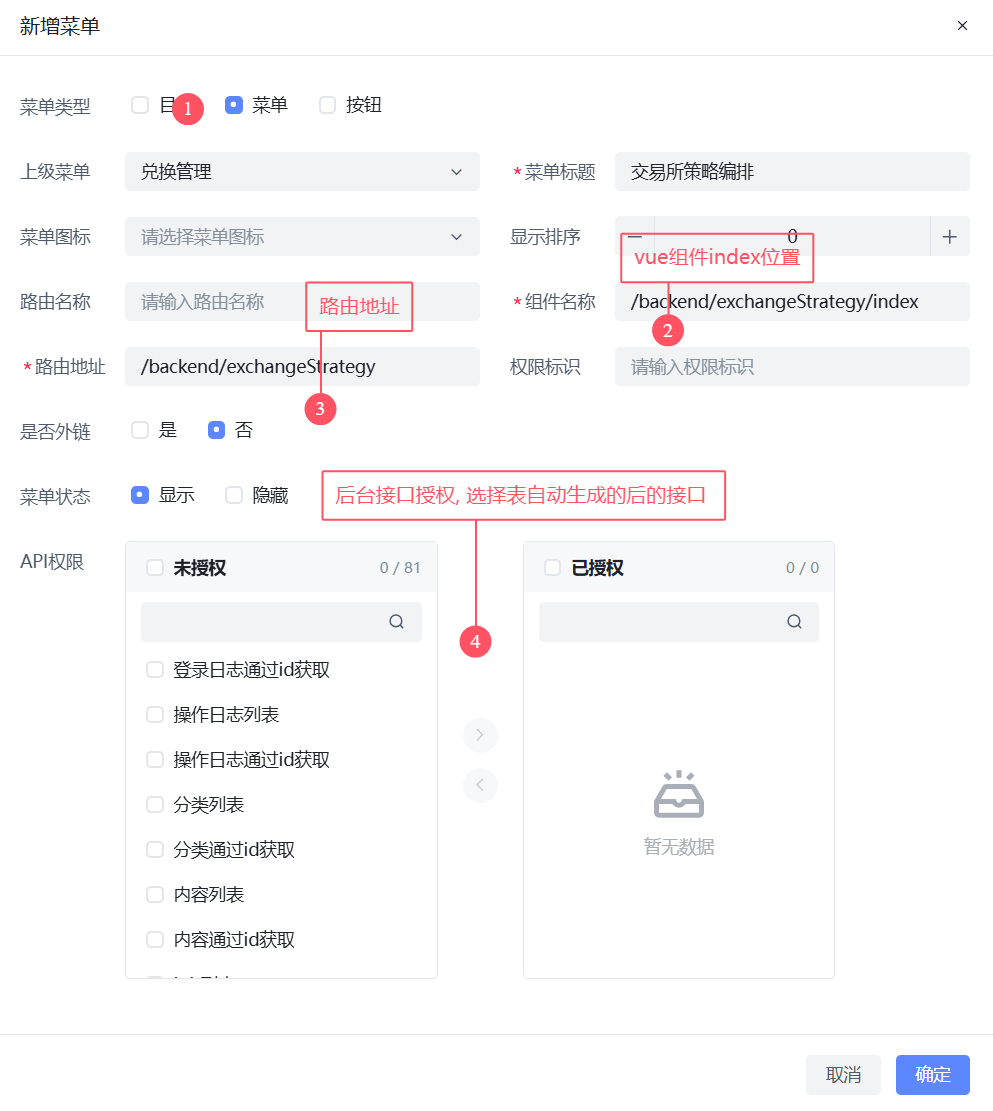 新增菜单
菜单类型 目 1 菜单 按钮
上级菜单 兑换管理 * 菜单标题 交易所策略编排
菜单图标 请选择菜单图标 显示排序 0
vue组件index位置
路由名称 请输入路由名称 路由地址 * 组件名称 /backend/exchangeStrategy/index
2
* 路由地址 /backend/exchangeStrategy 权限标识 请输入权限标识
3
是否外链 是 否
菜单状态 显示 隐藏 后台接口授权, 选择表自动生成的后的接口
API权限 未授权 0 / 81 已授权 0 / 0
4
登录日志通过id获取
操作日志列表
操作日志通过id获取
分类列表
分类通过id获取
内容列表
内容通过id获取
暂无数据
取消 确定